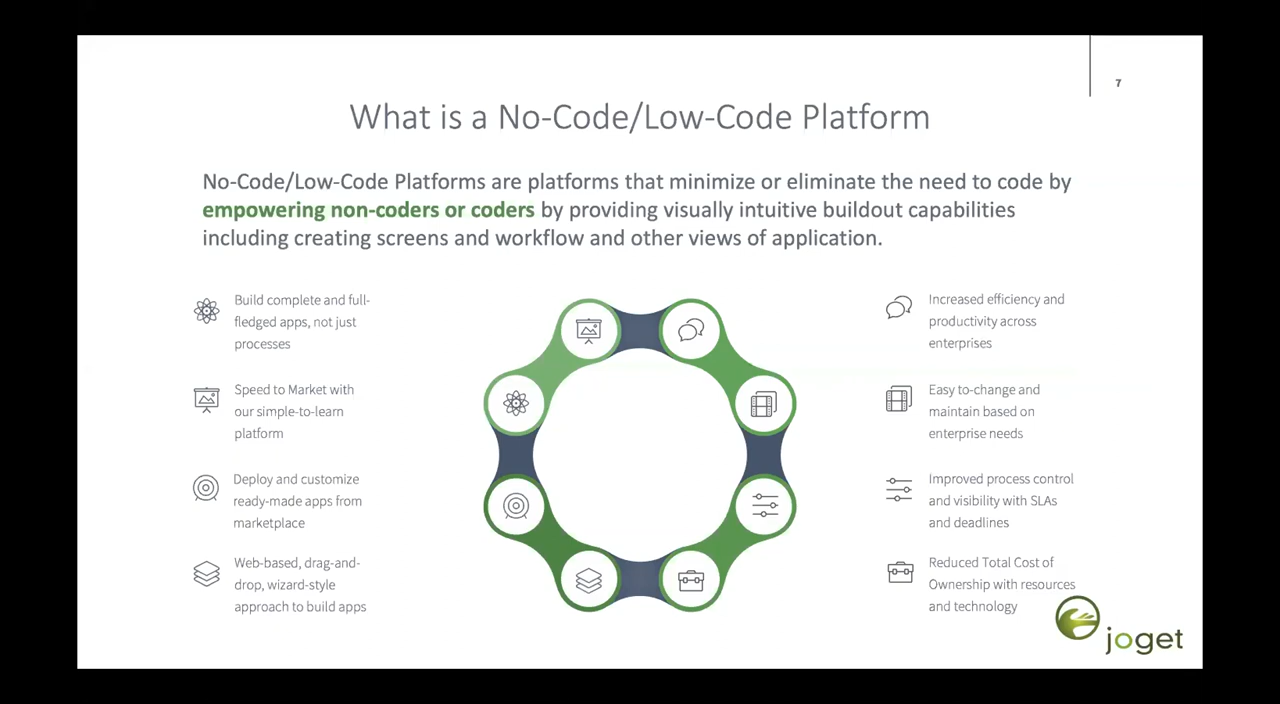 7
What is a No-Code/Low-Code Platform
No-Code/Low-Code Platforms are platforms that minimize or eliminate the need to code by
empowering non-coders or coders by providing visually intuitive buildout capabilities
including creating screens and workflow and other views of application.
Build complete and full-
fledged apps, not just
processes
Speed to Market with
our simple-to-learn
platform
Deploy and customize
ready-made apps from
marketplace
Web-based, drag-and-
drop, wizard-style
approach to build apps
Increased efficiency and
productivity across
enterprises
Easy to-change and
maintain based on
enterprise needs
Improved process control
and visibility with SLAs
and deadlines
Reduced Total Cost of
Ownership with resources
and technology
joget